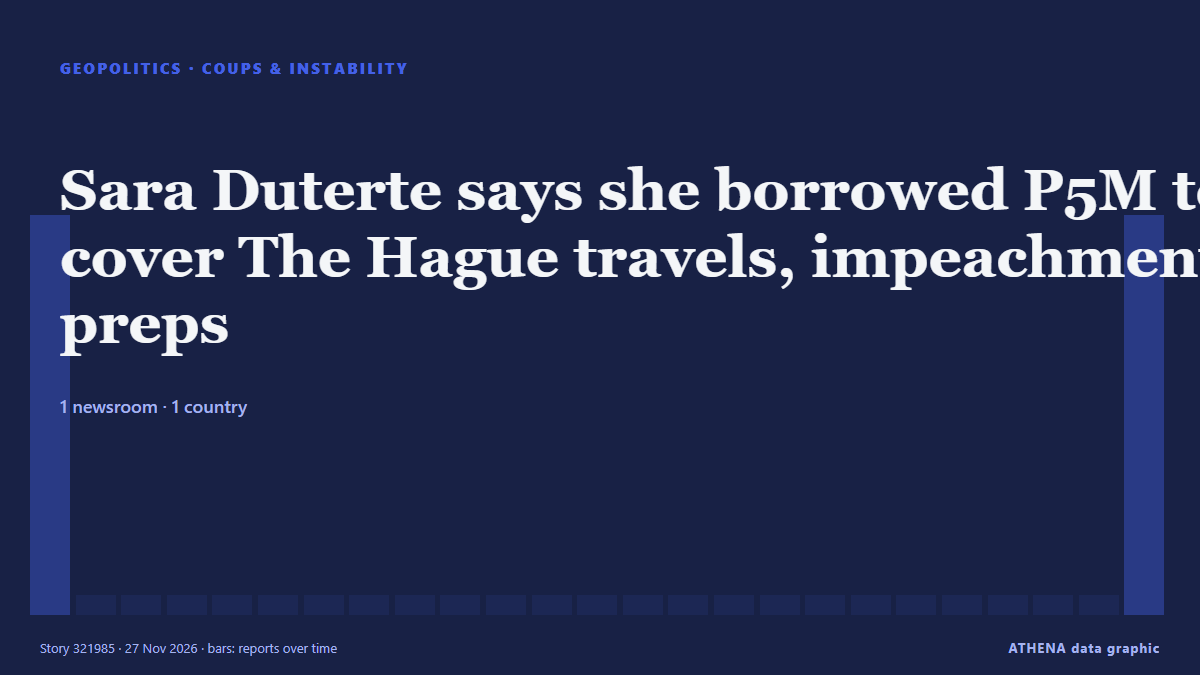 GEOPOLITICS · COUPS & INSTABILITY
Sara Duterte says she borrowed P5M
cover The Hague travels, impeachment
preps
1 newsroom · 1 country
Story 321985 · 27 Nov 2026 · bars: reports over time
ATHENA data graphic